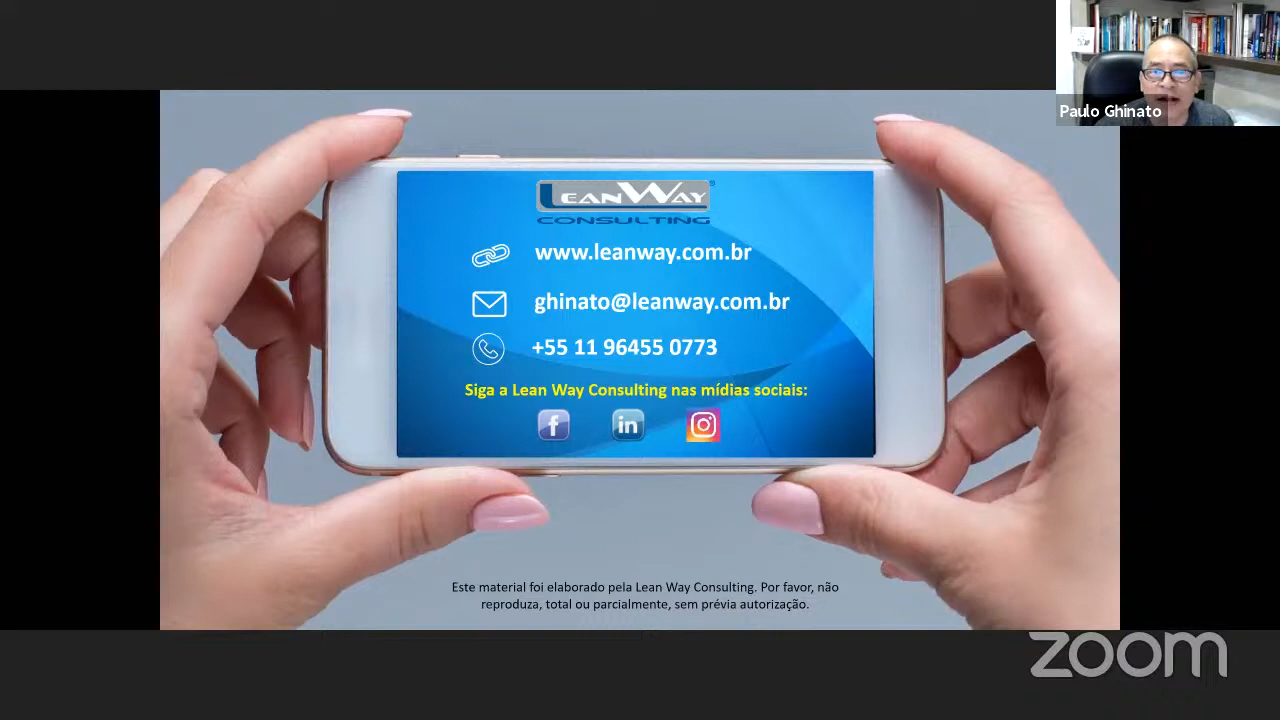 Paulo Ghinato
LEANWAY
CONSULTING
www.leanway.com.br
ghinato@leanway.com.br
+55 11 96455 0773
Siga a Lean Way Consulting nas mídias sociais:
f in
Este material foi elaborado pela Lean Way Consulting. Por favor, não
reproduza, total ou parcialmente, sem prévia autorização.
zoom